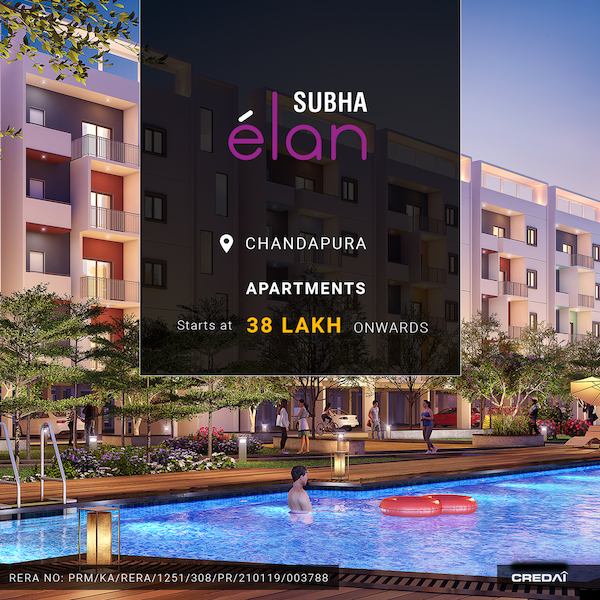 SUBHA
élan
CHANDAPURA
APARTMENTS
Starts at 38 LAKH ONWARDS
RERA NO: PRM/KA/RERA/1251/308/PR/210119/003788
CREDAI